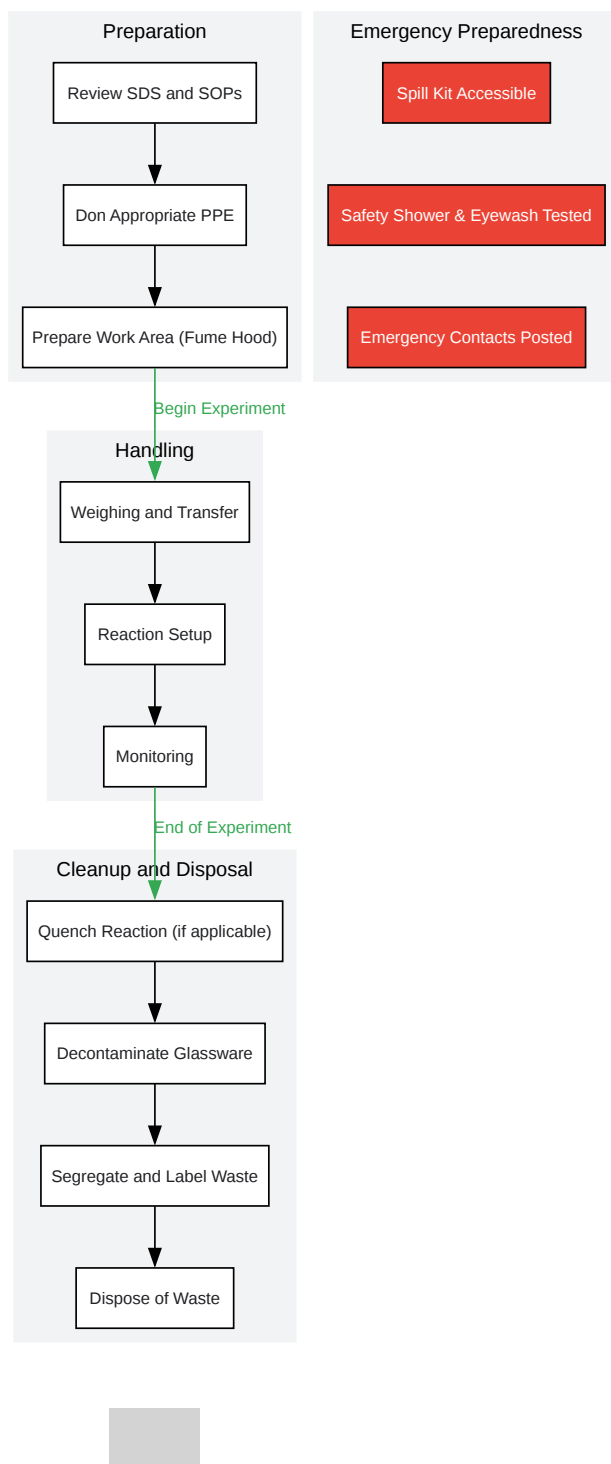 Preparation
Review SDS and SOPs
Don Appropriate PPE
Prepare Work Area (Fume Hood)
Emergency Preparedness
Spill Kit Accessible
Safety Shower & Eyewash Tested
Emergency Contacts Posted
Begin Experiment
Handling
Weighing and Transfer
Reaction Setup
Monitoring
End of Experiment
Cleanup and Disposal
Quench Reaction (if applicable)
Decontaminate Glassware
Segregate and Label Waste
Dispose of Waste